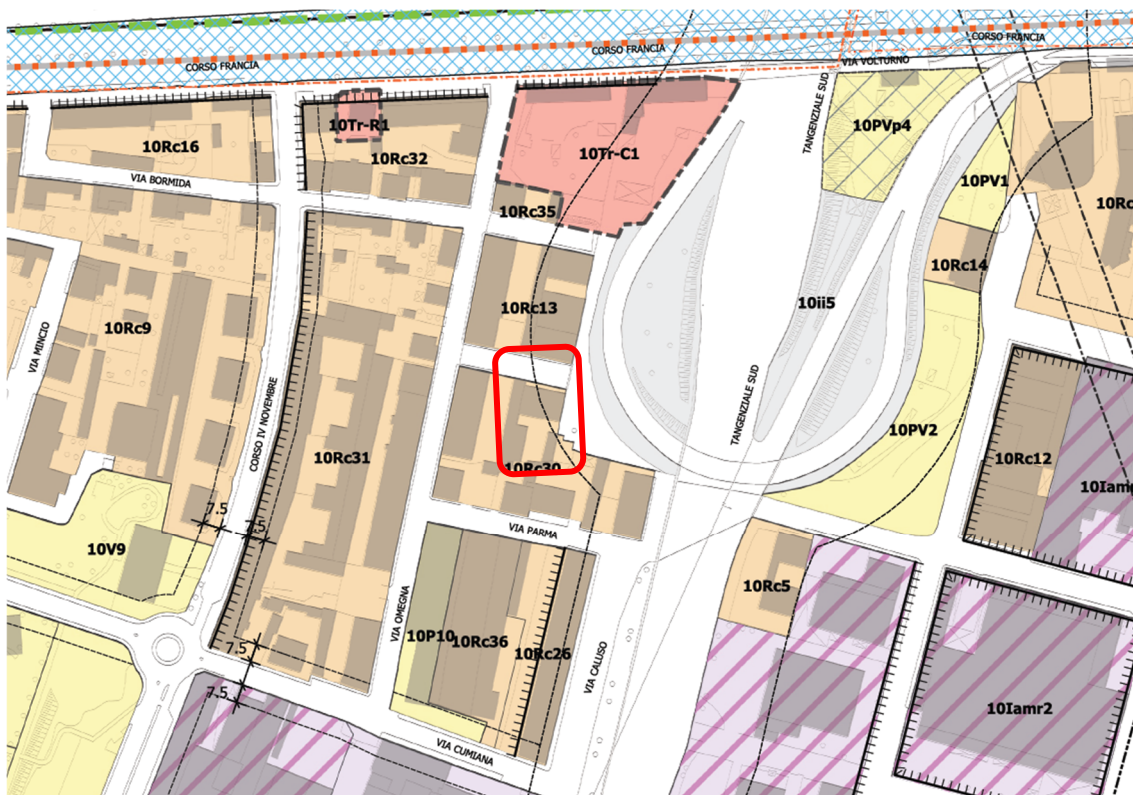 CORSO FRANCIA
CORSO FRANCIA
CORSO FRANCIA
VIA VOLTURNO
TANGENZIALE SUD
10Tr-R1
10PVp4
10Rc16
10Rc32
10Tr-C1
VIA BORMIDA
10PV1
10Rc
10Rc35
10Rc14
10Rc9
10Rc13
10ii5
VIA MINCIO
CORSO IV NOVEMBRE
TANGENZIALE SUD
10PV2
10Rc31
10Rc30
10Rc12
10Iam
7.5
7.5
VIA PARMA
10V9
10Rc5
VIA OMEGNA
10P10
10Rc36
10Rc26
7.5
VIA CALUSO
7.5
10Iamr2
VIA CUMIANA